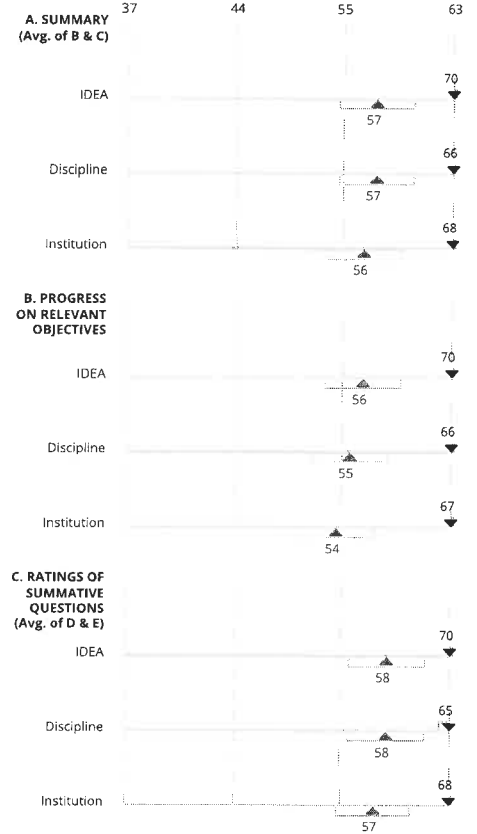 37 44 55 63
A. SUMMARY
(Avg. of B & C)
70
IDEA
57
66
Discipline
57
68
Institution
56
B. PROGRESS
ON RELEVANT
OBJECTIVES
70
IDEA
56
66
Discipline
55
67
Institution
54
C. RATINGS OF
SUMMATIVE
QUESTIONS
(Avg. of D & E)
70
IDEA
58
65
Discipline
58
68
Institution
57